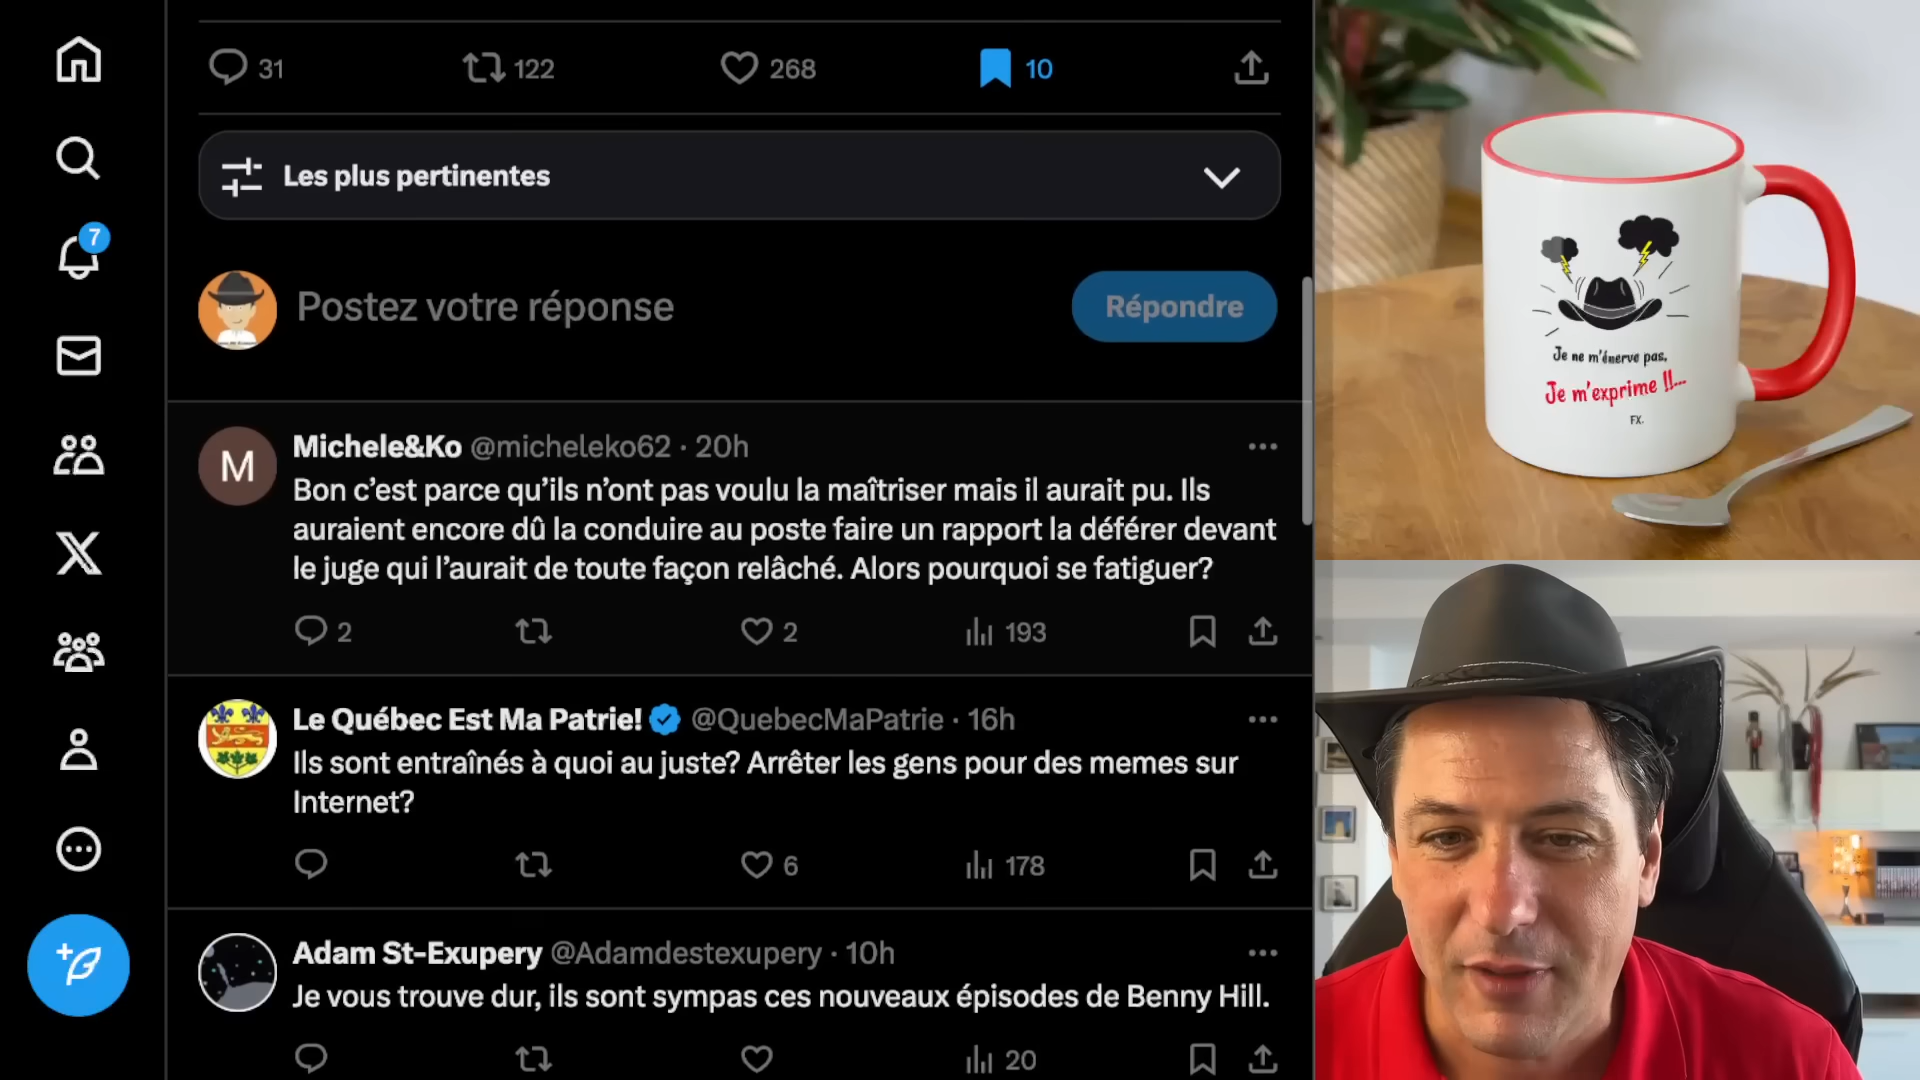 31 122 268 10
Les plus pertinentes
7
Postez votre réponse
Répondre
Michele&Ko @micheleko62 · 20h
Bon c’est parce qu’ils n’ont pas voulu la maîtriser mais il aurait pu. Ils
auraient encore dû la conduire au poste faire un rapport la déférer devant
le juge qui l’aurait de toute façon relâché. Alors pourquoi se fatiguer?
2 2 193
Le Québec Est Ma Patrie! @QuebecMaPatrie · 16h
Ils sont entraînés à quoi au juste? Arrêter les gens pour des memes sur
Internet?
6 178
Adam St-Exupery @Adamdestexupery · 10h
Je vous trouve dur, ils sont sympas ces nouveaux épisodes de Benny Hill.
20
M
Je ne m'énerve pas,
Je m'exprime !!...
FX.